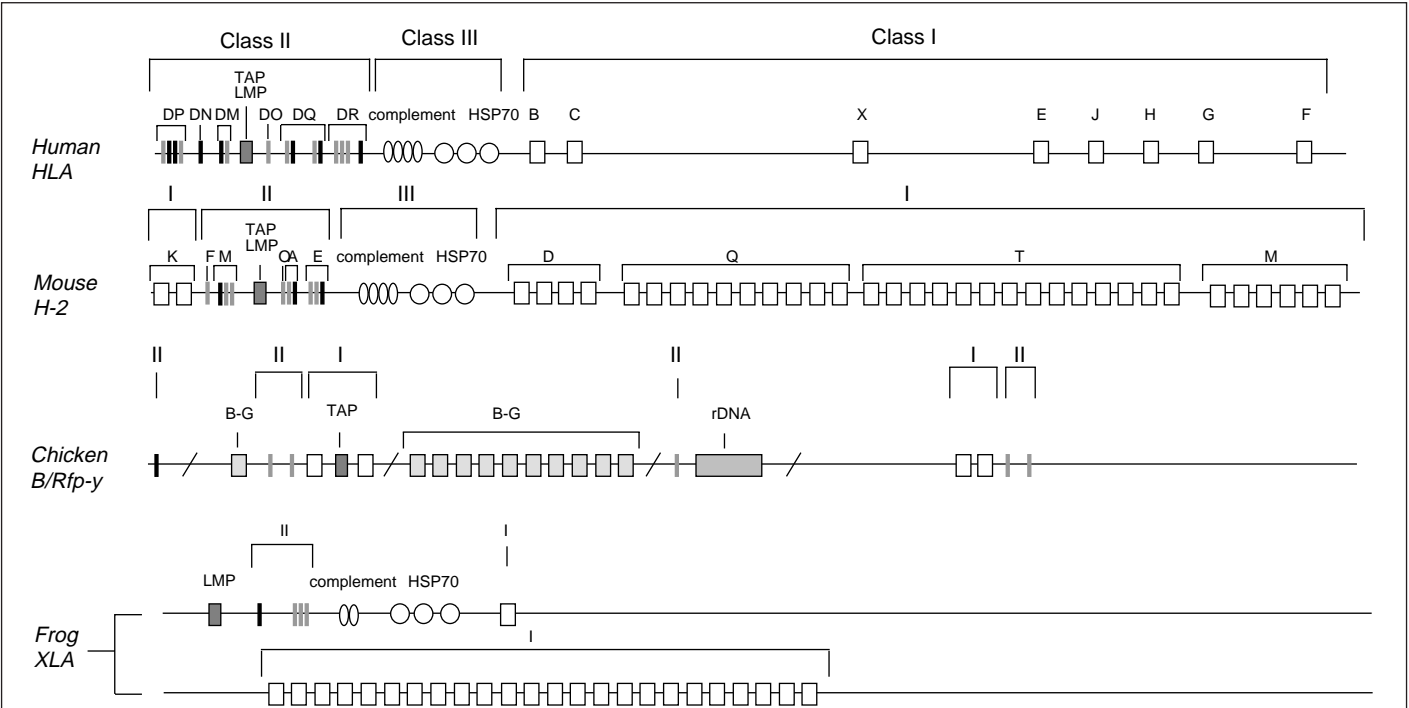 Class II Class III Class I
TAP
LMP
DP DN DM DO DQ DR complement HSP70 B C X E J H G F
Human
HLA
I II III I
TAP
LMP
K F M O A E complement HSP70 D Q T M
Mouse
H-2
II II I II I II
B-G TAP B-G rDNA
Chicken
B/Rfp-y
II I
LMP complement HSP70
Frog
XLA
I